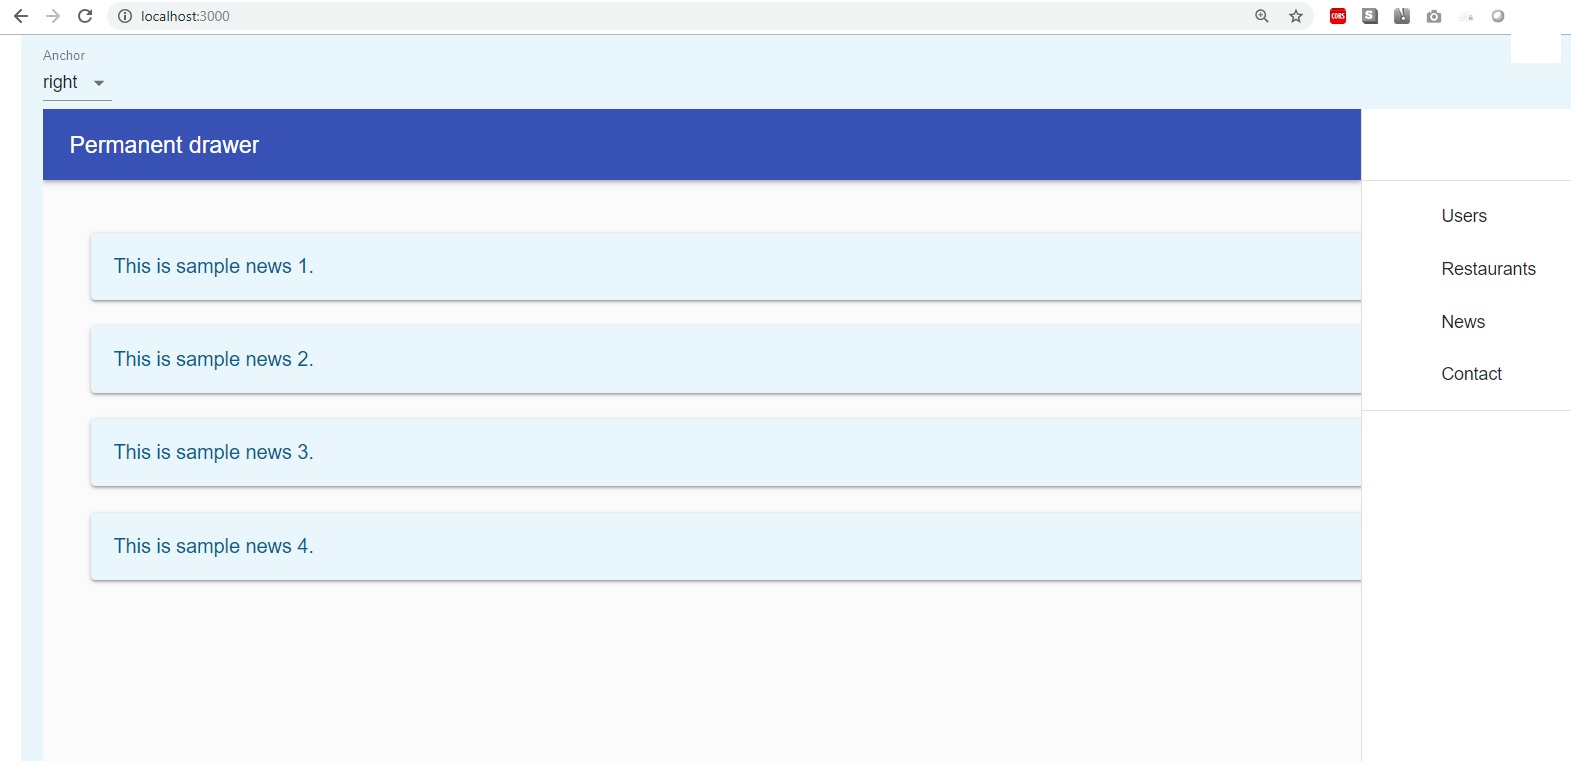 localhost:3000
CORS
S
Anchor
right
Permanent drawer
This is sample news 1.
This is sample news 2.
This is sample news 3.
This is sample news 4.
Users
Restaurants
News
Contact